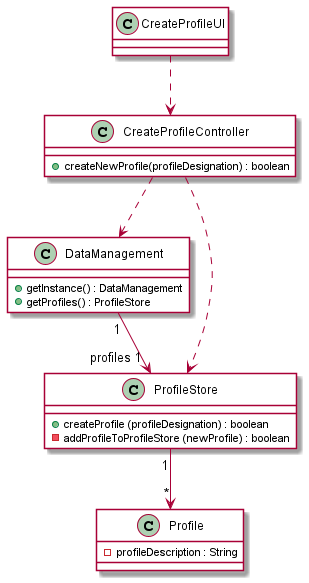 C CreateProfileUI
C CreateProfileController
createNewProfile(profileDesignation) : boolean
C DataManagement
getInstance() : DataManagement
getProfiles() : ProfileStore
1
profiles 1
C ProfileStore
createProfile (profileDesignation) : boolean
addProfileToProfileStore (newProfile) : boolean
1
*
C Profile
profileDescription : String